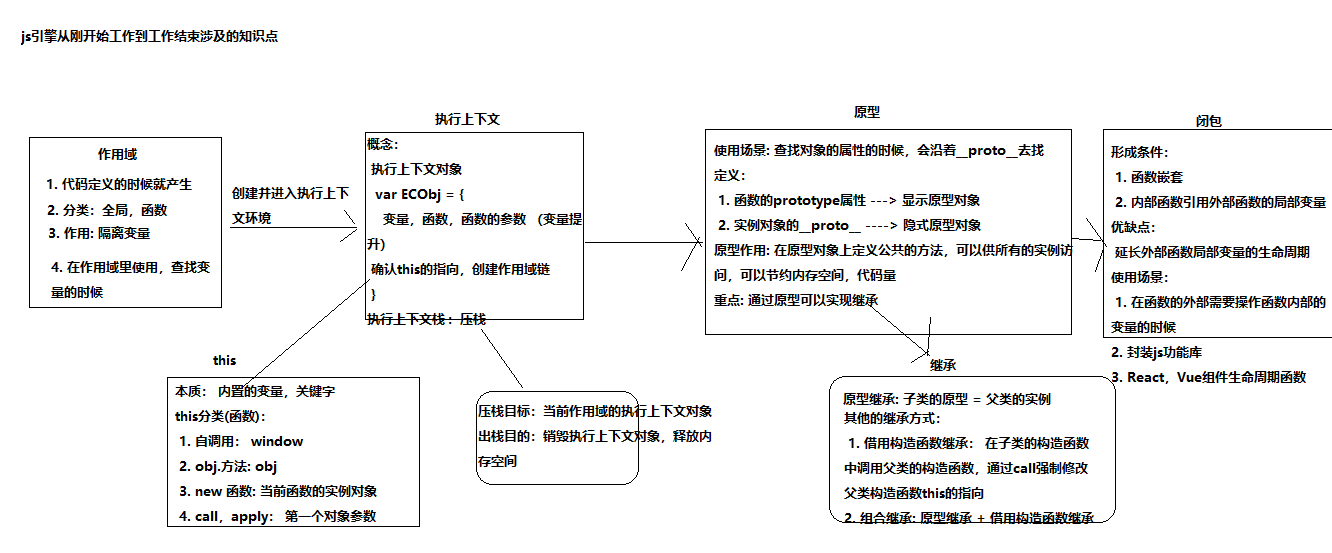 js引擎从刚开始工作到工作结束涉及的知识点
作用域
1. 代码定义的时候就产生
2. 分类：全局，函数
3. 作用: 隔离变量
4. 在作用域里使用，查找变
量的时候
创建并进入执行上下
文环境
执行上下文
概念：
执行上下文对象
var ECObj = {
变量，函数，函数的参数 （变量提
升）
确认this的指向，创建作用域链
}
执行上下文栈：压栈
this
本质： 内置的变量，关键字
this分类(函数)：
1. 自调用： window
2. obj.方法: obj
3. new 函数: 当前函数的实例对象
4. call，apply： 第一个对象参数
压栈目标：当前作用域的执行上下文对象
出栈目的：销毁执行上下文对象，释放内
存空间
原型
使用场景: 查找对象的属性的时候，会沿着__proto__去找
定义：
1. 函数的prototype属性 ---> 显示原型对象
2. 实例对象的__proto__ ----> 隐式原型对象
原型作用: 在原型对象上定义公共的方法，可以供所有的实例访
问，可以节约内存空间，代码量
重点: 通过原型可以实现继承
继承
原型继承: 子类的原型 = 父类的实例
其他的继承方式：
1. 借用构造函数继承： 在子类的构造函数
中调用父类的构造函数，通过call强制修改
父类构造函数this的指向
2. 组合继承: 原型继承 + 借用构造函数继承
闭包
形成条件：
1. 函数嵌套
2. 内部函数引用外部函数的局部变量
优缺点：
延长外部函数局部变量的生命周期
使用场景：
1. 在函数的外部需要操作函数内部的
变量的时候
2. 封装js功能库
3. React，Vue组件生命周期函数